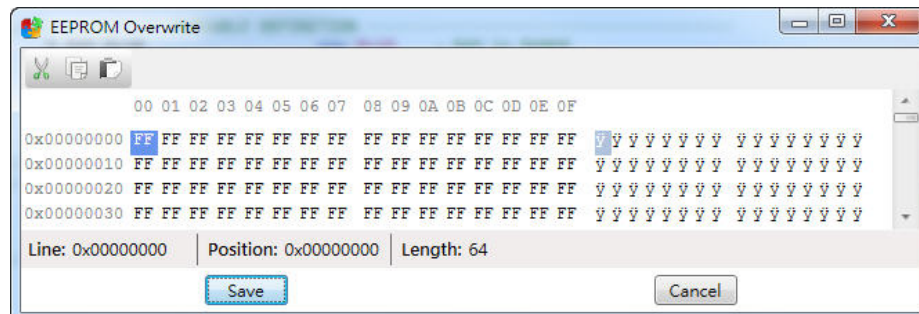 EEPROM Overwrite
00 01 02 03 04 05 06 07 08 09 0A 0B 0C 0D 0E 0F
0x00000000 FF FF FF FF FF FF FF FF FF FF FF FF FF FF FF FF ÿÿÿÿÿÿÿÿ ÿÿÿÿÿÿÿÿ
0x00000010 FF FF FF FF FF FF FF FF FF FF FF FF FF FF FF FF ÿÿÿÿÿÿÿÿ ÿÿÿÿÿÿÿÿ
0x00000020 FF FF FF FF FF FF FF FF FF FF FF FF FF FF FF FF ÿÿÿÿÿÿÿÿ ÿÿÿÿÿÿÿÿ
0x00000030 FF FF FF FF FF FF FF FF FF FF FF FF FF FF FF FF ÿÿÿÿÿÿÿÿ ÿÿÿÿÿÿÿÿ
Line: 0x00000000 Position: 0x00000000 Length: 64
Save Cancel